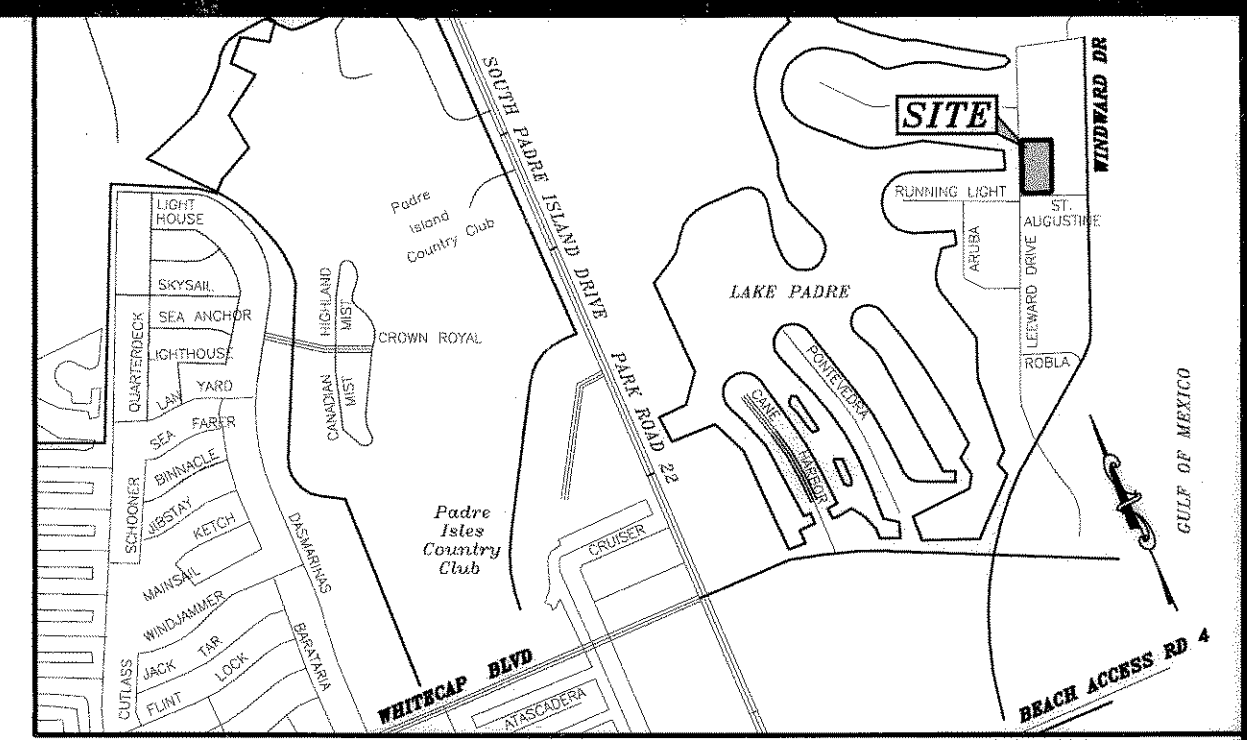 SOUTH PADRE ISLAND DRIVE
PARK ROAD 22
WINDWARD DR
SITE
LIGHT
HOUSE
Padre
Island
Country Club
RUNNING LIGHT
ST.
AUGUSTINE
ARUBA
LEEWARD DRIVE
SKYSAIL
HIGHLAND
MIST
LAKE PADRE
SEA ANCHOR
QUARTERDECK
LIGHTHOUSE
CROWN ROYAL
CANADIAN
MIST
PONTEVEDRA
ROBLA
LAN YARD
CANE HARBOR
GULF OF MEXICO
SEA FARER
BINNACLE
SCHOONER
JIBSTAY
KETCH
DASMARINAS
Padre
Isles
Country
Club
CRUISER
MAINSAIL
WINDJAMMER
BARATARIA
JACK TAR
CUTLASS
FLINT LOCK
WHITECAP BLVD
ATASCADERA
BEACH ACCESS RD 4